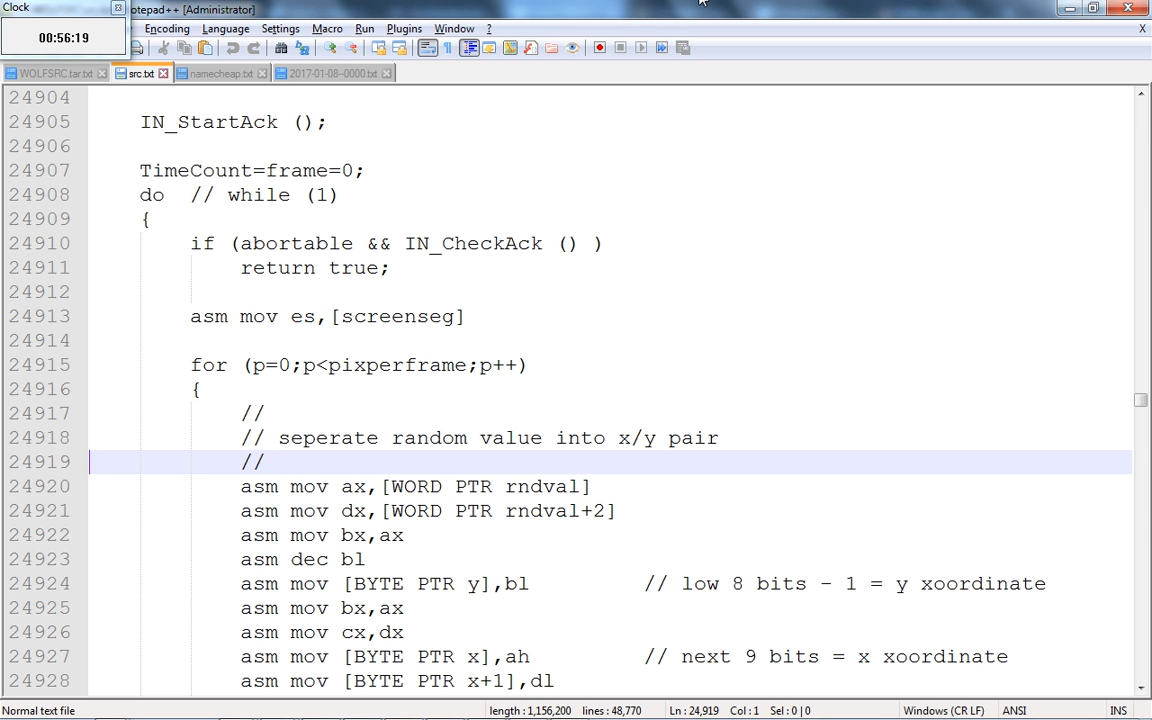 Clock
otepad++ [Administrator]
00:56:19
Encoding Language Settings Macro Run Plugins Window ?
X
WOLFSRC.tar.txt src.txt namecheap.txt 2017-01-08--0000.txt
24904
24905 IN_StartAck ();
24906
24907 TimeCount=frame=0;
24908 do // while (1)
24909 {
24910 if (abortable && IN_CheckAck () )
24911 return true;
24912
24913 asm mov es,[screenseg]
24914
24915 for (p=0;p<pixperframe;p++)
24916 {
24917 //
24918 // seperate random value into x/y pair
24919 //
24920 asm mov ax,[WORD PTR rndval]
24921 asm mov dx,[WORD PTR rndval+2]
24922 asm mov bx,ax
24923 asm dec bl
24924 asm mov [BYTE PTR y],bl // low 8 bits - 1 = y xoordinate
24925 asm mov bx,ax
24926 asm mov cx,dx
24927 asm mov [BYTE PTR x],ah // next 9 bits = x xoordinate
24928 asm mov [BYTE PTR x+1],dl
Normal text file length : 1,156,200 lines : 48,770 Ln : 24,919 Col : 1 Sel : 0 | 0 Windows (CR LF) ANSI INS